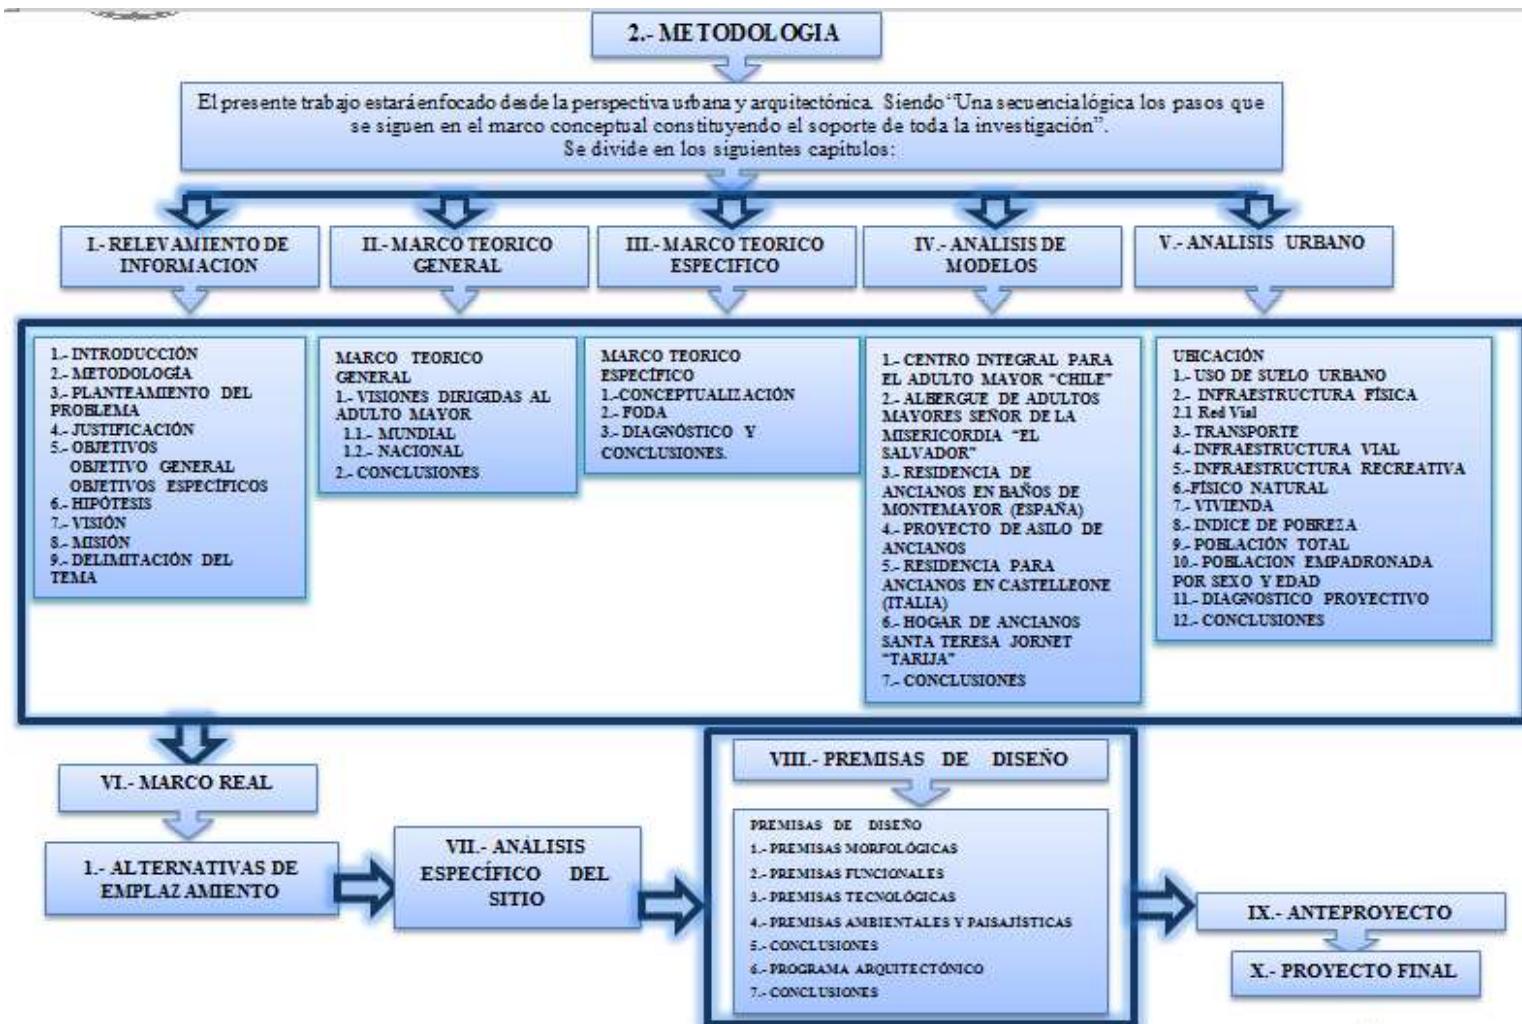 2.- METODOLOGIA
El presente trabajo estará enfocado desde la perspectiva urbana y arquitectónica. Siendo “Una secuencia lógica los pasos que
se siguen en el marco conceptual constituyendo el soporte de toda la investigación”.
Se divide en los siguientes capítulos:
I.- RELEVAMIENTO DE
INFORMACION
II.- MARCO TEORICO
GENERAL
III.- MARCO TEORICO
ESPECÍFICO
IV.- ANALISIS DE
MODELOS
V.- ANALISIS URBANO
1.- INTRODUCCIÓN
2.- METODOLOGÍA
3.- PLANTEAMIENTO DEL
PROBLEMA
4.- JUSTIFICACIÓN
5.- OBJETIVOS
OBJETIVO GENERAL
OBJETIVOS ESPECÍFICOS
6.- HIPÓTESIS
7.- VISIÓN
8.- MISIÓN
9.- DELIMITACIÓN DEL
TEMA
MARCO TEORICO
GENERAL
1.- VISIONES DIRIGIDAS AL
ADULTO MAYOR
1.1.- MUNDIAL
1.2.- NACIONAL
2.- CONCLUSIONES
MARCO TEORICO
ESPECÍFICO
1.-CONCEPTUALIZACIÓN
2.- FODA
3.- DIAGNÓSTICO Y
CONCLUSIONES.
1.- CENTRO INTEGRAL PARA
EL ADULTO MAYOR “CHILE”
2.- ALBERGUE DE ADULTOS
MAYORES SEÑOR DE LA
MISERICORDIA “EL
SALVADOR”
3.- RESIDENCIA DE
ANCIANOS EN BAÑOS DE
MONTEMAYOR (ESPAÑA)
4.- PROYECTO DE ASILO DE
ANCIANOS
5.- RESIDENCIA PARA
ANCIANOS EN CASTELLEONE
(ITALIA)
6.- HOGAR DE ANCIANOS
SANTA TERESA JORNET
“TARIJA”
7.- CONCLUSIONES
UBICACIÓN
1.- USO DE SUELO URBANO
2.- INFRAESTRUCTURA FÍSICA
2.1 Red Vial
3.- TRANSPORTE
4.- INFRAESTRUCTURA VIAL
5.- INFRAESTRUCTURA RECREATIVA
6.-FÍSICO NATURAL
7.- VIVIENDA
8.- INDICE DE POBREZA
9.- POBLACIÓN TOTAL
10.- POBLACION EMPADRONADA
POR SEXO Y EDAD
11.- DIAGNOSTICO PROYECTIVO
12.- CONCLUSIONES
VI.- MARCO REAL
1.- ALTERNATIVAS DE
EMPLAZAMIENTO
VII.- ANÁLISIS
ESPECÍFICO DEL
SITIO
VIII.- PREMISAS DE DISEÑO
PREMISAS DE DISEÑO
1.- PREMISAS MORFOLÓGICAS
2.- PREMISAS FUNCIONALES
3.- PREMISAS TECNOLÓGICAS
4.- PREMISAS AMBIENTALES Y PAISAJÍSTICAS
5.- CONCLUSIONES
6.- PROGRAMA ARQUITECTÓNICO
7.- CONCLUSIONES
IX.- ANTEPROYECTO
X.- PROYECTO FINAL